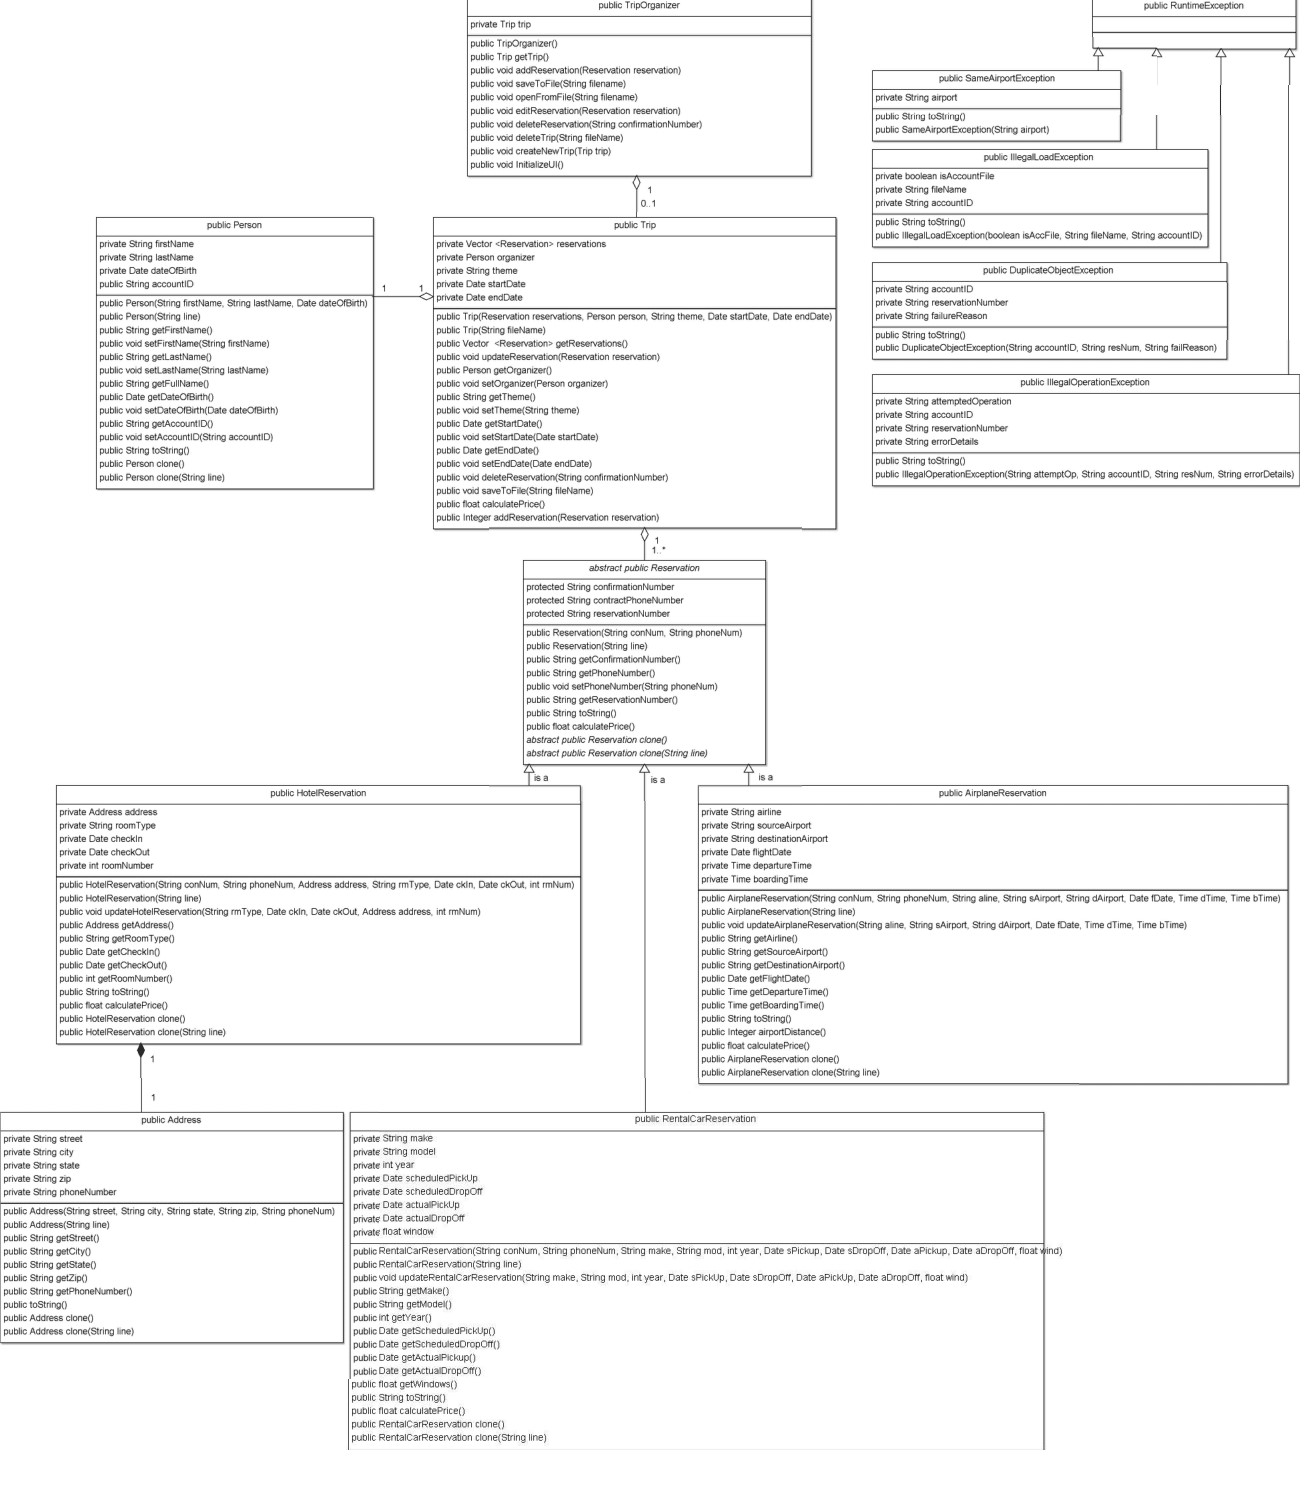 public TripOrganizer
private Trip trip
public TripOrganizer()
public Trip getTrip()
public void addReservation(Reservation reservation)
public void saveToFile(String filename)
public void openFromFile(String filename)
public void editReservation(Reservation reservation)
public void deleteReservation(String confirmationNumber)
public void deleteTrip(String fileName)
public void createNewTrip(Trip trip)
public void InitializeUI()
1
0..1
public RuntimeException
public SameAirportException
private String airport
public String toString()
public SameAirportException(String airport)
public IllegalLoadException
private boolean isAccountFile
private String fileName
private String accountID
public String toString()
public IllegalLoadException(boolean isAccFile, String fileName, String accountID)
public DuplicateObjectException
private String accountID
private String reservationNumber
private String failureReason
public String toString()
public DuplicateObjectException(String accountID, String resNum, String failReason)
public IllegalOperationException
private String attemptedOperation
private String accountID
private String reservationNumber
private String errorDetails
public String toString()
public IllegalOperationException(String attemptOp, String accountID, String resNum, String errorDetails)
public Person
private String firstName
private String lastName
private Date dateOfBirth
public String accountID
public Person(String firstName, String lastName, Date dateOfBirth)
public Person(String line)
public String getFirstName()
public void setFirstName(String firstName)
public String getLastName()
public void setLastName(String lastName)
public String getFullName()
public Date getDateOfBirth()
public void setDateOfBirth(Date dateOfBirth)
public String getAccountID()
public void setAccountID(String accountID)
public String toString()
public Person clone()
public Person clone(String line)
1
1
public Trip
private Vector <Reservation> reservations
private Person organizer
private String theme
private Date startDate
private Date endDate
public Trip(Reservation reservations, Person person, String theme, Date startDate, Date endDate)
public Trip(String fileName)
public Vector <Reservation> getReservations()
public void updateReservation(Reservation reservation)
public Person getOrganizer()
public void setOrganizer(Person organizer)
public String getTheme()
public void setTheme(String theme)
public Date getStartDate()
public void setStartDate(Date startDate)
public Date getEndDate()
public void setEndDate(Date endDate)
public void deleteReservation(String confirmationNumber)
public void saveToFile(String fileName)
public float calculatePrice()
public Integer addReservation(Reservation reservation)
1
1..*
abstract public Reservation
protected String confirmationNumber
protected String contractPhoneNumber
protected String reservationNumber
public Reservation(String conNum, String phoneNum)
public Reservation(String line)
public String getConfirmationNumber()
public String getPhoneNumber()
public void setPhoneNumber(String phoneNum)
public String getReservationNumber()
public String toString()
public float calculatePrice()
abstract public Reservation clone()
abstract public Reservation clone(String line)
is a
is a
is a
public HotelReservation
private Address address
private String roomType
private Date checkIn
private Date checkOut
private int roomNumber
public HotelReservation(String conNum, String phoneNum, Address address, String rmType, Date ckIn, Date ckOut, int rmNum)
public HotelReservation(String line)
public void updateHotelReservation(String rmType, Date ckIn, Date ckOut, Address address, int rmNum)
public Address getAddress()
public String getRoomType()
public Date getCheckIn()
public Date getCheckOut()
public int getRoomNumber()
public String toString()
public float calculatePrice()
public HotelReservation clone()
public HotelReservation clone(String line)
1
1
public AirplaneReservation
private String airline
private String sourceAirport
private String destinationAirport
private Date flightDate
private Time departureTime
private Time boardingTime
public AirplaneReservation(String conNum, String phoneNum, String aline, String sAirport, String dAirport, Date fDate, Time dTime, Time bTime)
public AirplaneReservation(String line)
public void updateAirplaneReservation(String aline, String sAirport, String dAirport, Date fDate, Time dTime, Time bTime)
public String getAirline()
public String getSourceAirport()
public String getDestinationAirport()
public Date getFlightDate()
public Time getDepartureTime()
public Time getBoardingTime()
public String toString()
public Integer airportDistance()
public float calculatePrice()
public AirplaneReservation clone()
public AirplaneReservation clone(String line)
public Address
private String street
private String city
private String state
private String zip
private String phoneNumber
public Address(String street, String city, String state, String zip, String phoneNum)
public Address(String line)
public String getStreet()
public String getCity()
public String getState()
public String getZip()
public String getPhoneNumber()
public toString()
public Address clone()
public Address clone(String line)
public RentalCarReservation
private String make
private String model
private int year
private Date scheduledPickUp
private Date scheduledDropOff
private Date actualPickUp
private Date actualDropOff
private float window
public RentalCarReservation(String conNum, String phoneNum, String make, String mod, int year, Date sPickup, Date sDropOff, Date aPickup, Date aDropOff, float wind)
public RentalCarReservation(String line)
public void updateRentalCarReservation(String make, String mod, int year, Date sPickUp, Date sDropOff, Date aPickUp, Date aDropOff, float wind)
public String getMake()
public String getModel()
public int getYear()
public Date getScheduledPickUp()
public Date getScheduledDropOff()
public Date getActualPickup()
public Date getActualDropOff()
public float getWindows()
public String toString()
public float calculatePrice()
public RentalCarReservation clone()
public RentalCarReservation clone(String line)